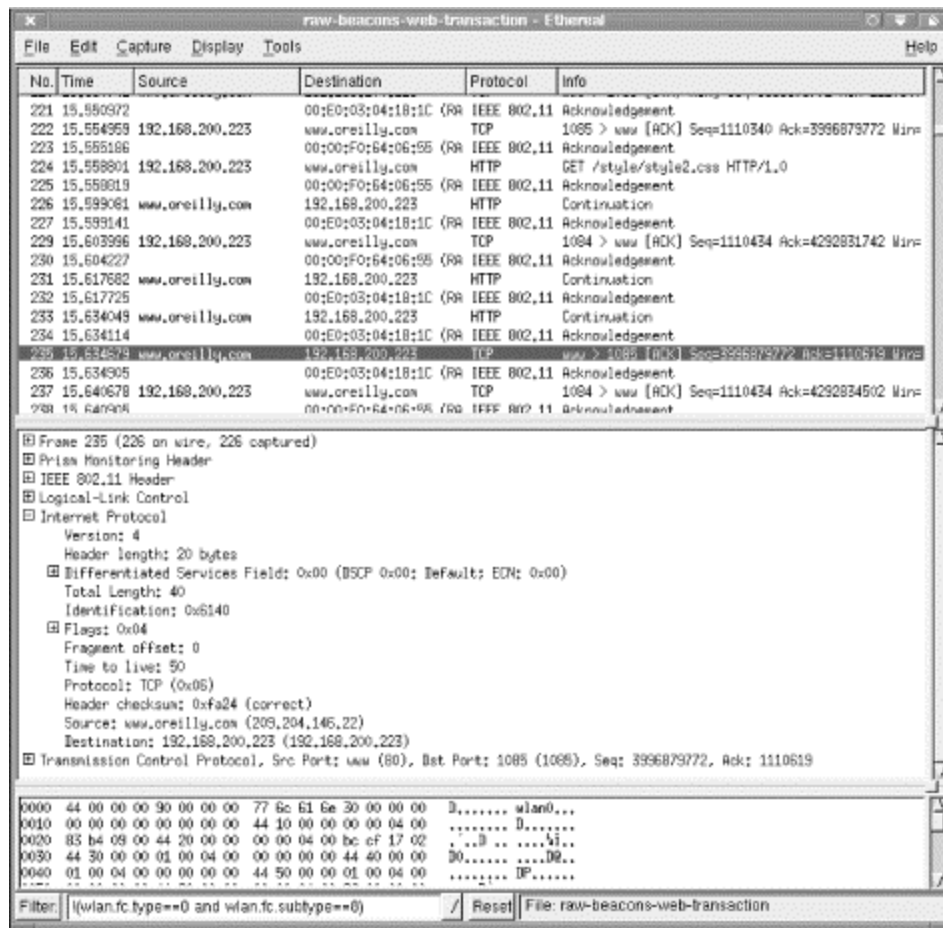 raw-beacons-web-transaction - Ethereal
File Edit Capture Display Tools Help
No. Time Source Destination Protocol Info
221 15.550972 00:E0:03:04:18:1C (RA IEEE 802.11 Acknowledgement
222 15.554959 192.168.200.223 www.oreilly.com TCP 1085 > www [ACK] Seq=1110340 Ack=3996879772 Win=
223 15.555186 00:00:F0:64:06:55 (RA IEEE 802.11 Acknowledgement
224 15.558801 192.168.200.223 www.oreilly.com HTTP GET /style/style2.css HTTP/1.0
225 15.558819 00:00:F0:64:06:55 (RA IEEE 802.11 Acknowledgement
226 15.599081 www.oreilly.com 192.168.200.223 HTTP Continuation
227 15.599141 00:E0:03:04:18:1C (RA IEEE 802.11 Acknowledgement
229 15.603996 192.168.200.223 www.oreilly.com TCP 1084 > www [ACK] Seq=1110434 Ack=4292831742 Win=
230 15.604227 00:00:F0:64:06:55 (RA IEEE 802.11 Acknowledgement
231 15.617682 www.oreilly.com 192.168.200.223 HTTP Continuation
232 15.617725 00:E0:03:04:18:1C (RA IEEE 802.11 Acknowledgement
233 15.634049 www.oreilly.com 192.168.200.223 HTTP Continuation
234 15.634114 00:E0:03:04:18:1C (RA IEEE 802.11 Acknowledgement
235 15.634679 www.oreilly.com 192.168.200.223 TCP www > 1085 [ACK] Seq=3996879772 Ack=1110619 Win=
236 15.634905 00:E0:03:04:18:1C (RA IEEE 802.11 Acknowledgement
237 15.640678 192.168.200.223 www.oreilly.com TCP 1084 > www [ACK] Seq=1110434 Ack=4292834502 Win=
238 15.640905 00:00:F0:64:06:55 (RA IEEE 802.11 Acknowledgement
Frame 235 (226 on wire, 226 captured)
Prism Monitoring Header
IEEE 802.11 Header
Logical-Link Control
Internet Protocol
Version: 4
Header length: 20 bytes
Differentiated Services Field: 0x00 (DSCP 0x00: Default; ECN: 0x00)
Total Length: 40
Identification: 0x6140
Flags: 0x04
Fragment offset: 0
Time to live: 50
Protocol: TCP (0x06)
Header checksum: 0xfa24 (correct)
Source: www.oreilly.com (209.204.146.22)
Destination: 192.168.200.223 (192.168.200.223)
Transmission Control Protocol, Src Port: www (80), Dst Port: 1085 (1085), Seq: 3996879772, Ack: 1110619
0000 44 00 00 00 90 00 00 00 77 6c 61 6e 30 00 00 00 D....... wlan0...
0010 00 00 00 00 00 00 00 00 44 10 00 00 00 00 04 00 ........ D.......
0020 83 b4 09 00 44 20 00 00 00 00 04 00 bc cf 17 02
0030 44 30 00 00 01 00 04 00 00 00 00 00 44 40 00 00 D0...... ....D@..
0040 01 00 04 00 00 00 00 00 44 50 00 00 01 00 04 00 ........ DP......
Filter: !(wlan.fc.type==0 and wlan.fc.subtype==8) Reset File: raw-beacons-web-transaction